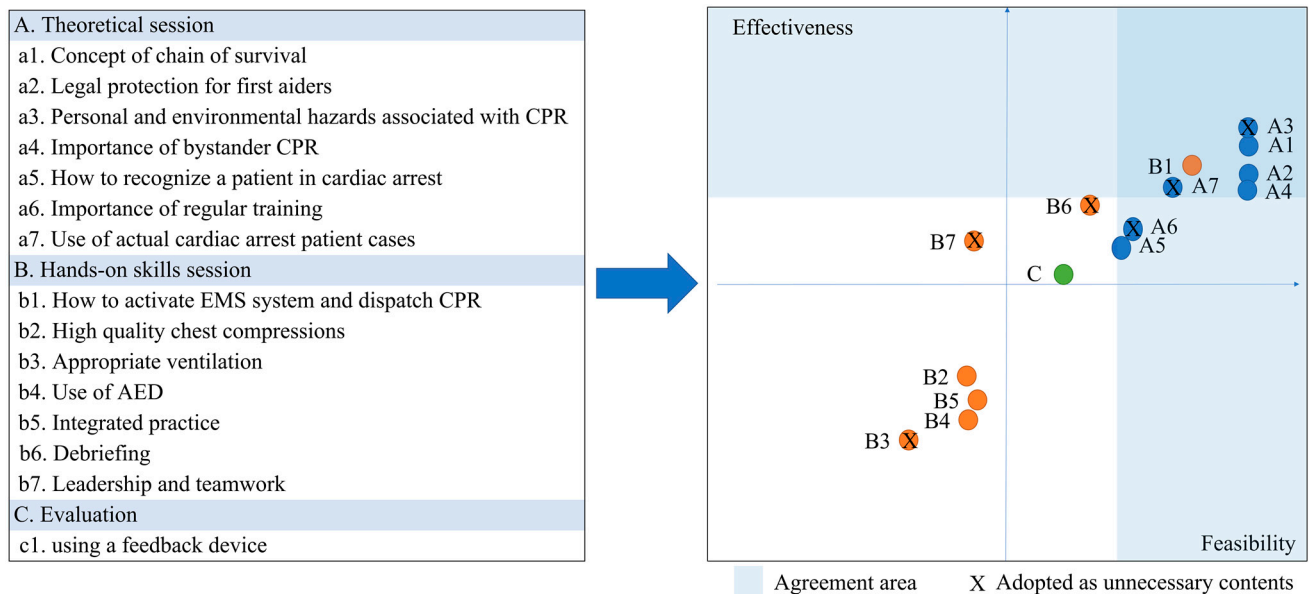 A. Theoretical session
a1. Concept of chain of survival
a2. Legal protection for first aiders
a3. Personal and environmental hazards associated with CPR
a4. Importance of bystander CPR
a5. How to recognize a patient in cardiac arrest
a6. Importance of regular training
a7. Use of actual cardiac arrest patient cases
B. Hands-on skills session
b1. How to activate EMS system and dispatch CPR
b2. High quality chest compressions
b3. Appropriate ventilation
b4. Use of AED
b5. Integrated practice
b6. Debriefing
b7. Leadership and teamwork
C. Evaluation
c1. using a feedback device
Effectiveness
X A3
A1
B1
A2
X A7
A4
B6 X
X A6
B7 X
A5
C
B2
B5
B4
B3 X
Feasibility
Agreement area
X Adopted as unnecessary contents